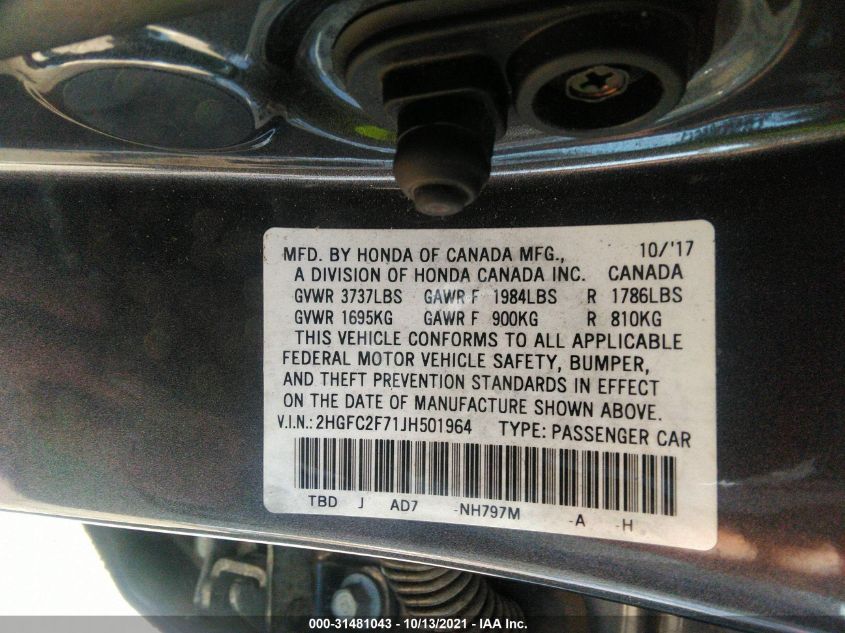 MFD. BY HONDA OF CANADA MFG., 10/'17
A DIVISION OF HONDA CANADA INC. CANADA
GVWR 3737LBS GAWR F 1984LBS R 1786LBS
GVWR 1695KG GAWR F 900KG R 810KG
THIS VEHICLE CONFORMS TO ALL APPLICABLE
FEDERAL MOTOR VEHICLE SAFETY, BUMPER,
AND THEFT PREVENTION STANDARDS IN EFFECT
ON THE DATE OF MANUFACTURE SHOWN ABOVE.
V.I.N.: 2HGFC2F71JH501964 TYPE: PASSENGER CAR
TBD J AD7 -NH797M -A -H
000-31481043 - 10/13/2021 - IAA Inc.